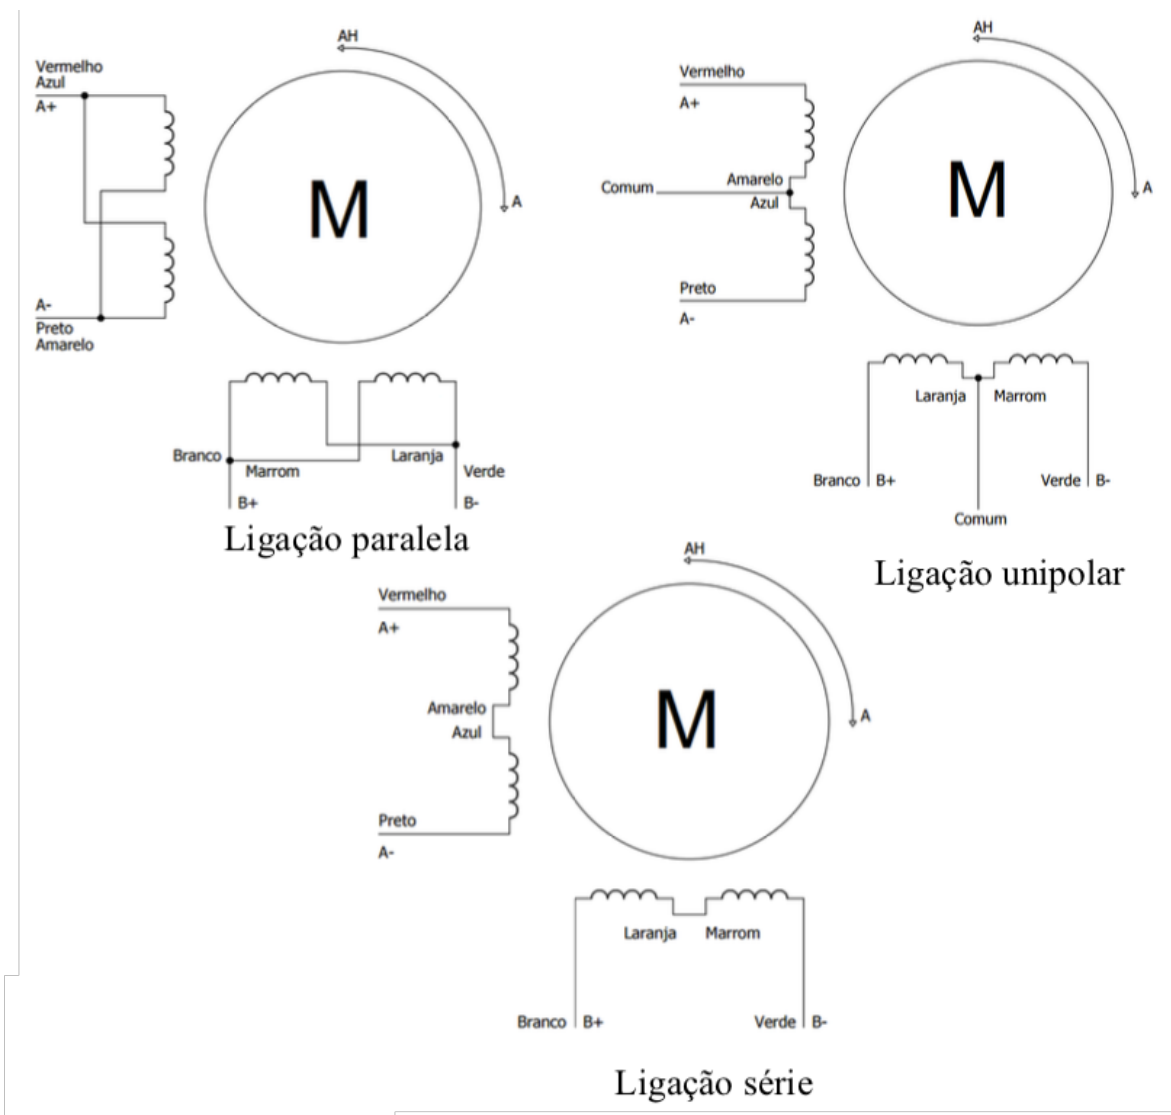 AH
Vermelho
Azul
A+
M
A
A-
Preto
Amarelo
Branco
Marrom
Laranja
Verde
B+
B-
Ligação paralela
AH
Vermelho
A+
Comum
Amarelo
Azul
M
A
Preto
A-
Laranja
Marrom
Branco
B+
Verde
B-
Comum
Ligação unipolar
AH
Vermelho
A+
Amarelo
Azul
M
A
Preto
A-
Laranja
Marrom
Branco
B+
Verde
B-
Ligação série